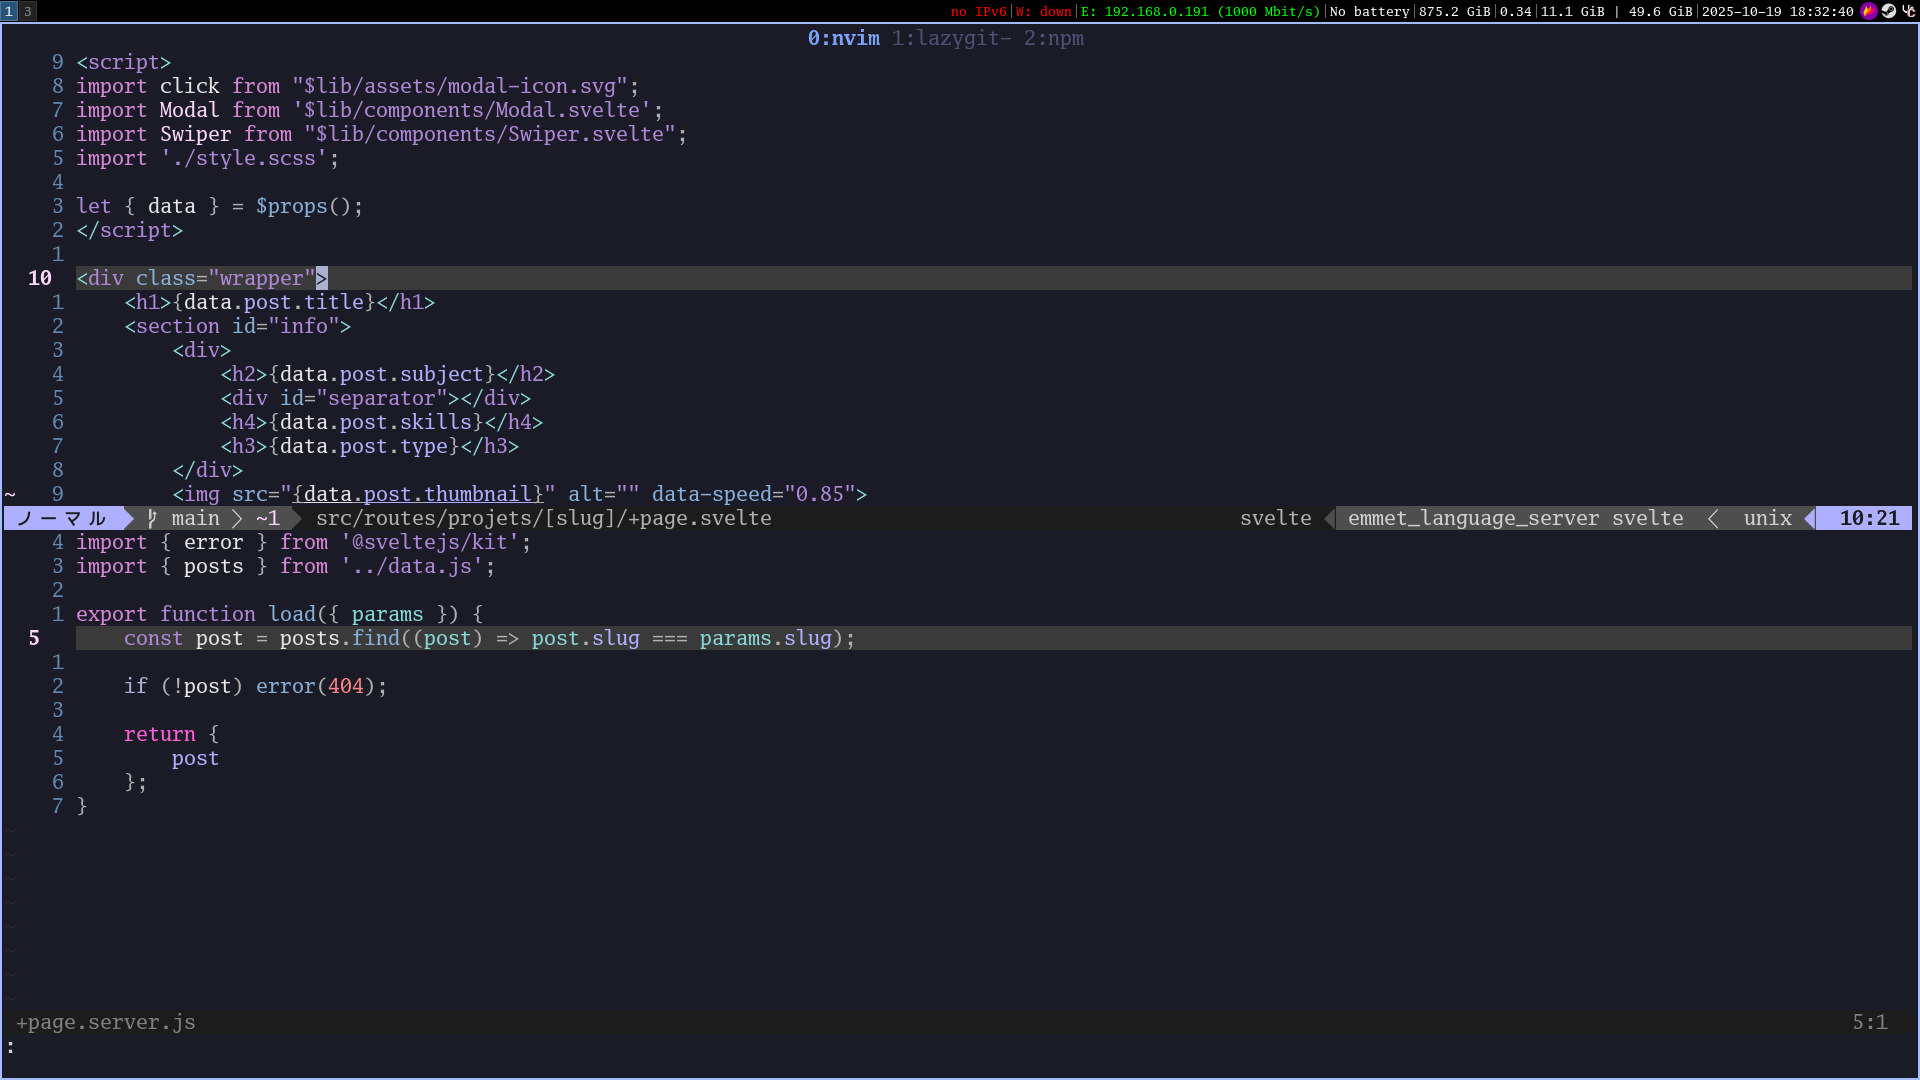 1 3 no IPv6|W: down|E: 192.168.0.191 (1000 Mbit/s)|No battery|875.2 GiB|0.34|11.1 GiB | 49.6 GiB|2025-10-19 18:32:40
0:nvim 1:lazygit- 2:npm
9 <script>
8 import click from "$lib/assets/modal-icon.svg";
7 import Modal from '$lib/components/Modal.svelte';
6 import Swiper from "$lib/components/Swiper.svelte";
5 import './style.scss';
4
3 let { data } = $props();
2 </script>
1
10 <div class="wrapper">
1     <h1>{data.post.title}</h1>
2     <section id="info">
3         <div>
4             <h2>{data.post.subject}</h2>
5             <div id="separator"></div>
6             <h4>{data.post.skills}</h4>
7             <h3>{data.post.type}</h3>
8         </div>
~ 9         <img src="{data.post.thumbnail}" alt="" data-speed="0.85">
ノーマル main ~1 src/routes/projets/[slug]/+page.svelte svelte emmet_language_server svelte unix 10:21
4 import { error } from '@sveltejs/kit';
3 import { posts } from '../data.js';
2
1 export function load({ params }) {
5     const post = posts.find((post) => post.slug === params.slug);
1
2     if (!post) error(404);
3
4     return {
5         post
6     };
7 }
~
~
~
~
~
~
~
~
+page.server.js 5:1
: